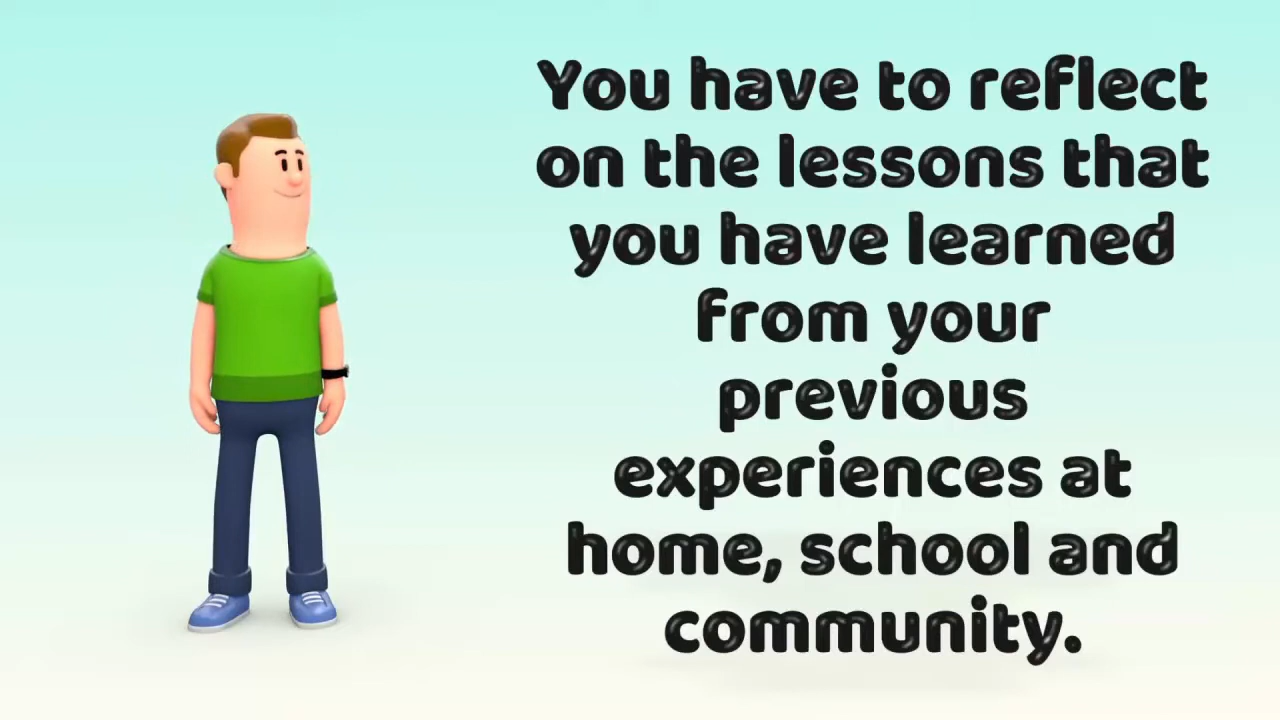 You have to reflect
on the lessons that
you have learned
from your
previous
experiences at
home, school and
community.